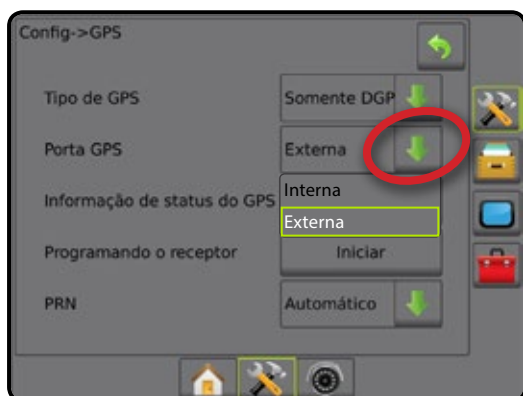 Config->GPS
Tipo de GPS
Somente DGP
Porta GPS
Externa
Informação de status do GPS
Interna
Externa
Programando o receptor
Iniciar
PRN
Automático